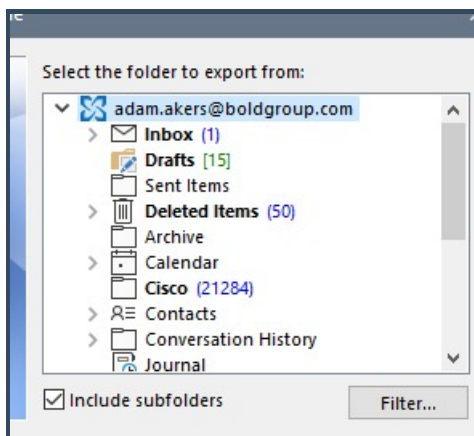 Select the folder to export from:
adam.akers@boldgroup.com
Inbox (1)
Drafts [15]
Sent Items
Deleted Items (50)
Archive
Calendar
Cisco (21284)
Contacts
Conversation History
Journal
Include subfolders
Filter...